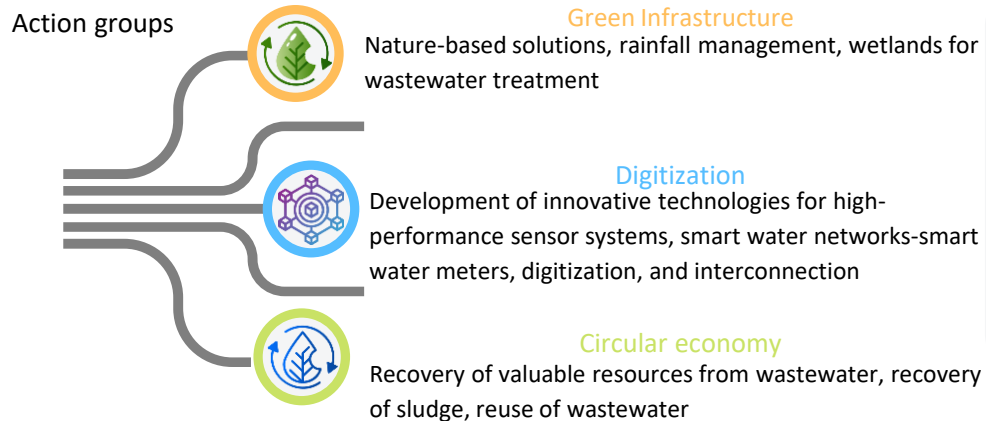 Action groups
Green Infrastructure
Nature-based solutions, rainfall management, wetlands for
wastewater treatment
Digitization
Development of innovative technologies for high-
performance sensor systems, smart water networks-smart
water meters, digitization, and interconnection
Circular economy
Recovery of valuable resources from wastewater, recovery
of sludge, reuse of wastewater